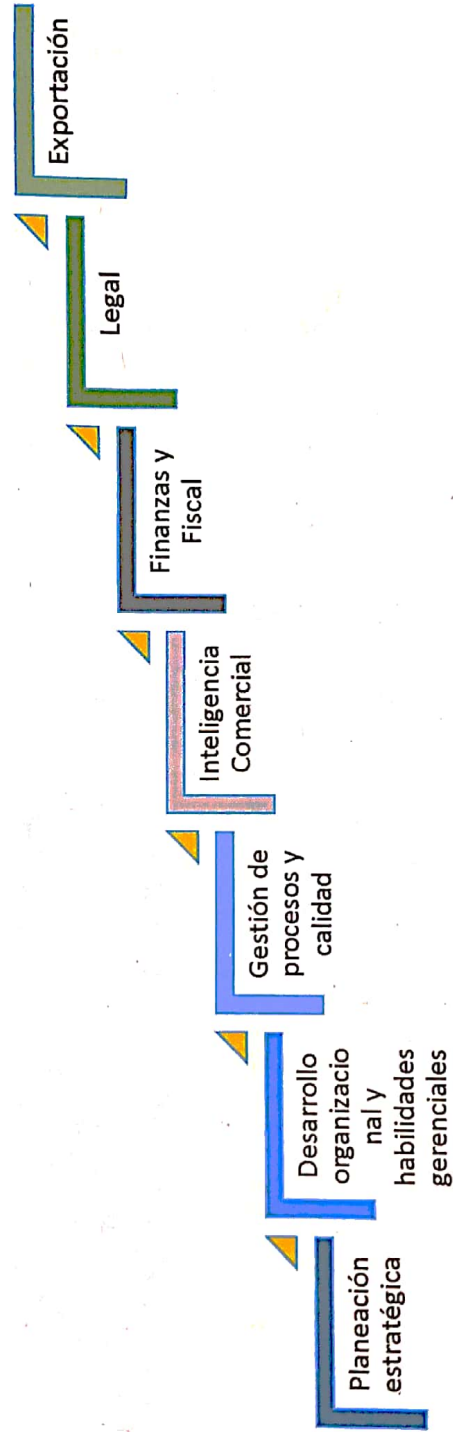 Planeación
estratégica
Desarrollo
organizacio
nal y
habilidades
gerenciales
Gestión de
procesos y
calidad
Inteligencia
Comercial
Finanzas y
Fiscal
Legal
Exportación